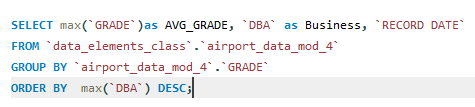 SELECT max(`GRADE`)as AVG_GRADE, `DBA` as Business, `RECORD DATE`
FROM `data_elements_class`.`airport_data_mod_4`
GROUP BY `airport_data_mod_4`.`GRADE`
ORDER BY  max(`DBA`) DESC;